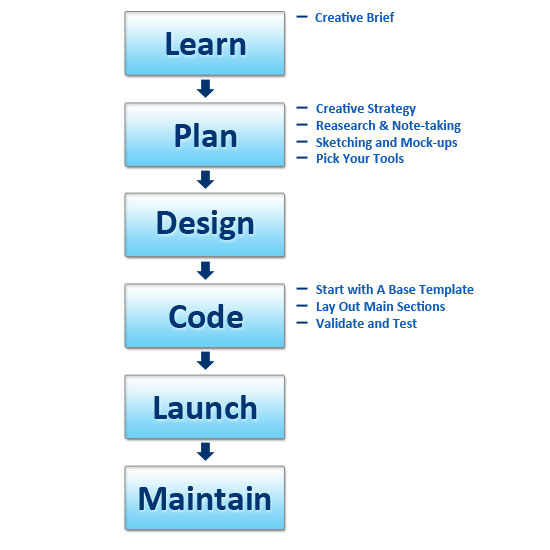 Learn
– Creative Brief
Plan
– Creative Strategy
– Reasearch & Note-taking
– Sketching and Mock-ups
– Pick Your Tools
Design
Code
– Start with A Base Template
– Lay Out Main Sections
– Validate and Test
Launch
Maintain